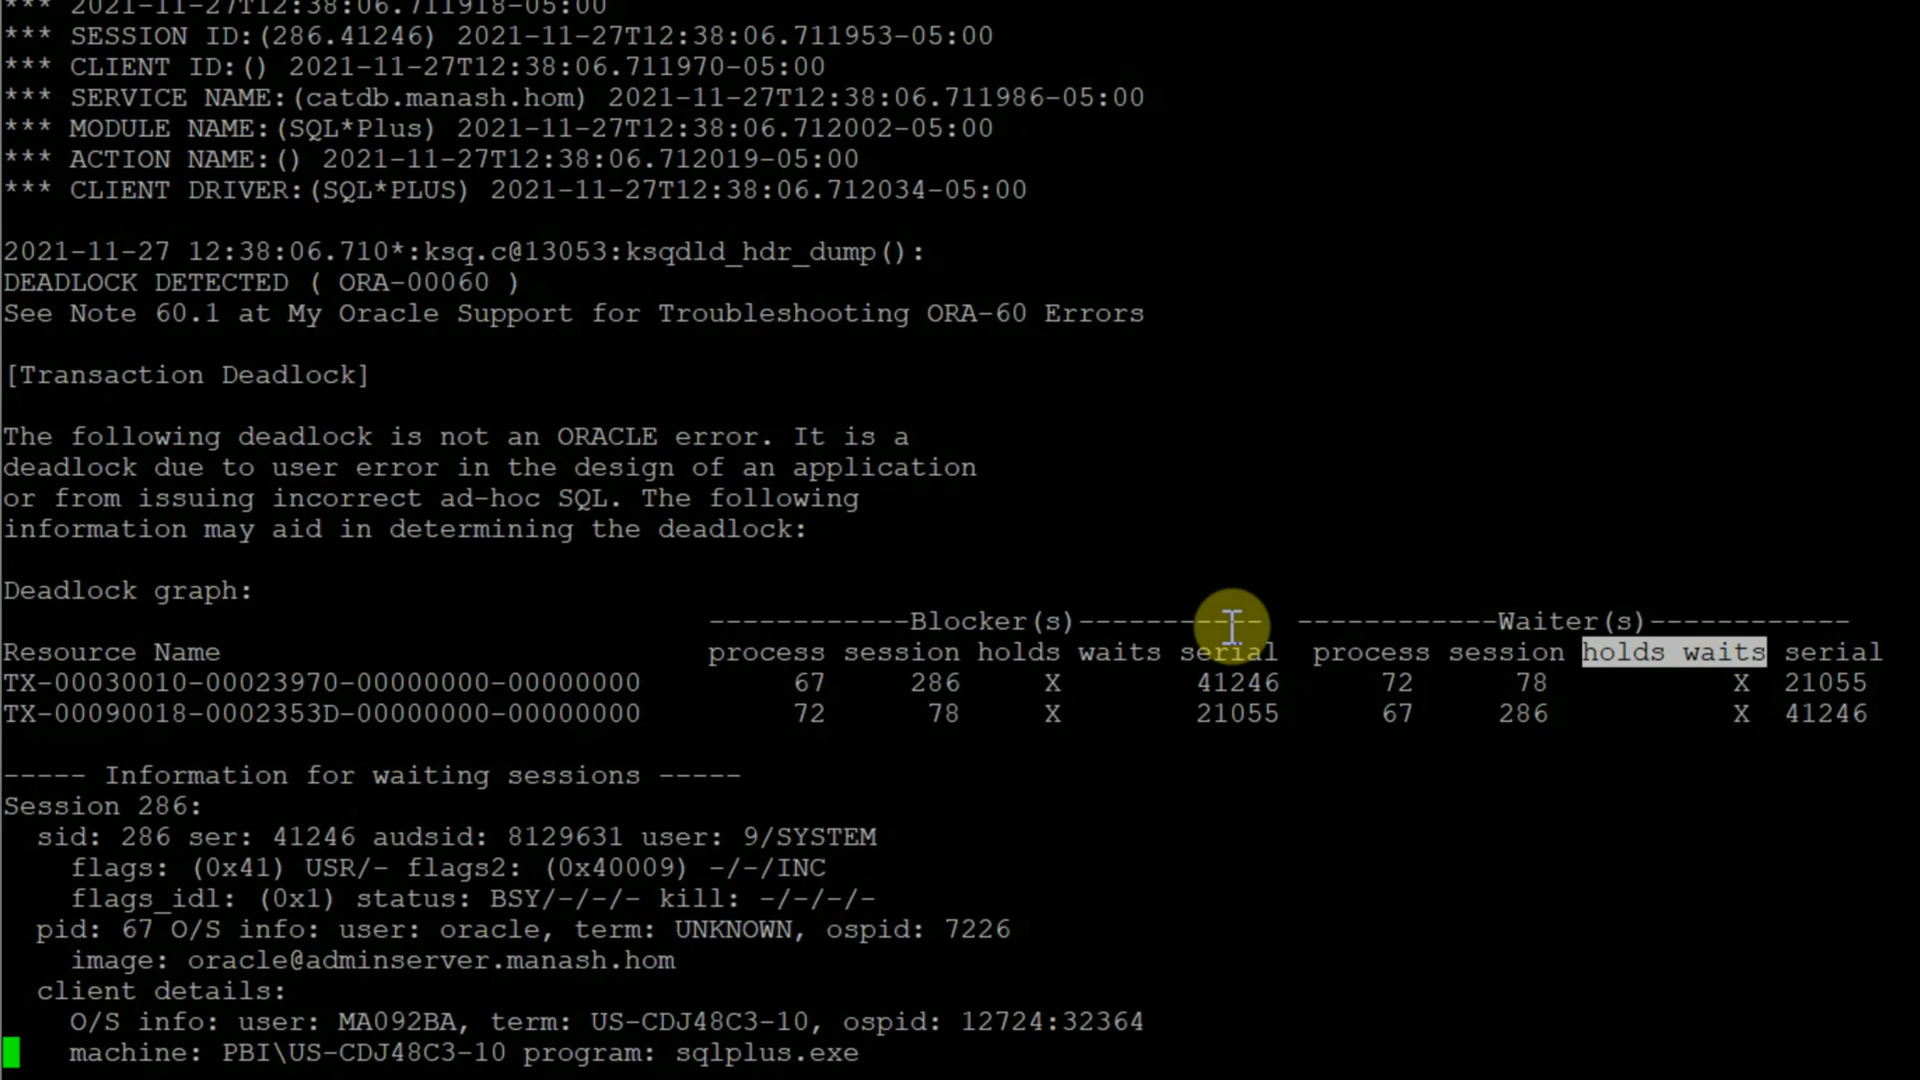 *** 2021-11-27T12:38:06.711918-05:00
*** SESSION ID:(286.41246) 2021-11-27T12:38:06.711953-05:00
*** CLIENT ID:() 2021-11-27T12:38:06.711970-05:00
*** SERVICE NAME:(catdb.manash.hom) 2021-11-27T12:38:06.711986-05:00
*** MODULE NAME:(SQL*Plus) 2021-11-27T12:38:06.712002-05:00
*** ACTION NAME:() 2021-11-27T12:38:06.712019-05:00
*** CLIENT DRIVER:(SQL*PLUS) 2021-11-27T12:38:06.712034-05:00
2021-11-27 12:38:06.710*:ksq.c@13053:ksqdld_hdr_dump():
DEADLOCK DETECTED ( ORA-00060 )
See Note 60.1 at My Oracle Support for Troubleshooting ORA-60 Errors
[Transaction Deadlock]
The following deadlock is not an ORACLE error. It is a
deadlock due to user error in the design of an application
or from issuing incorrect ad-hoc SQL. The following
information may aid in determining the deadlock:
Deadlock graph:
------------Blocker(s)-----------  ------------Waiter(s)------------
Resource Name                             process session holds waits serial  process session holds waits serial
TX-00030010-00023970-00000000-00000000         67     286     X        41246      72      78           X  21055
TX-00090018-0002353D-00000000-00000000         72      78     X        21055      67     286           X  41246
----- Information for waiting sessions -----
Session 286:
  sid: 286 ser: 41246 audsid: 8129631 user: 9/SYSTEM
    flags: (0x41) USR/- flags2: (0x40009) -/-/INC
    flags_idl: (0x1) status: BSY/-/-/- kill: -/-/-/-
  pid: 67 O/S info: user: oracle, term: UNKNOWN, ospid: 7226
    image: oracle@adminserver.manash.hom
  client details:
    O/S info: user: MA092BA, term: US-CDJ48C3-10, ospid: 12724:32364
    machine: PBI\US-CDJ48C3-10 program: sqlplus.exe